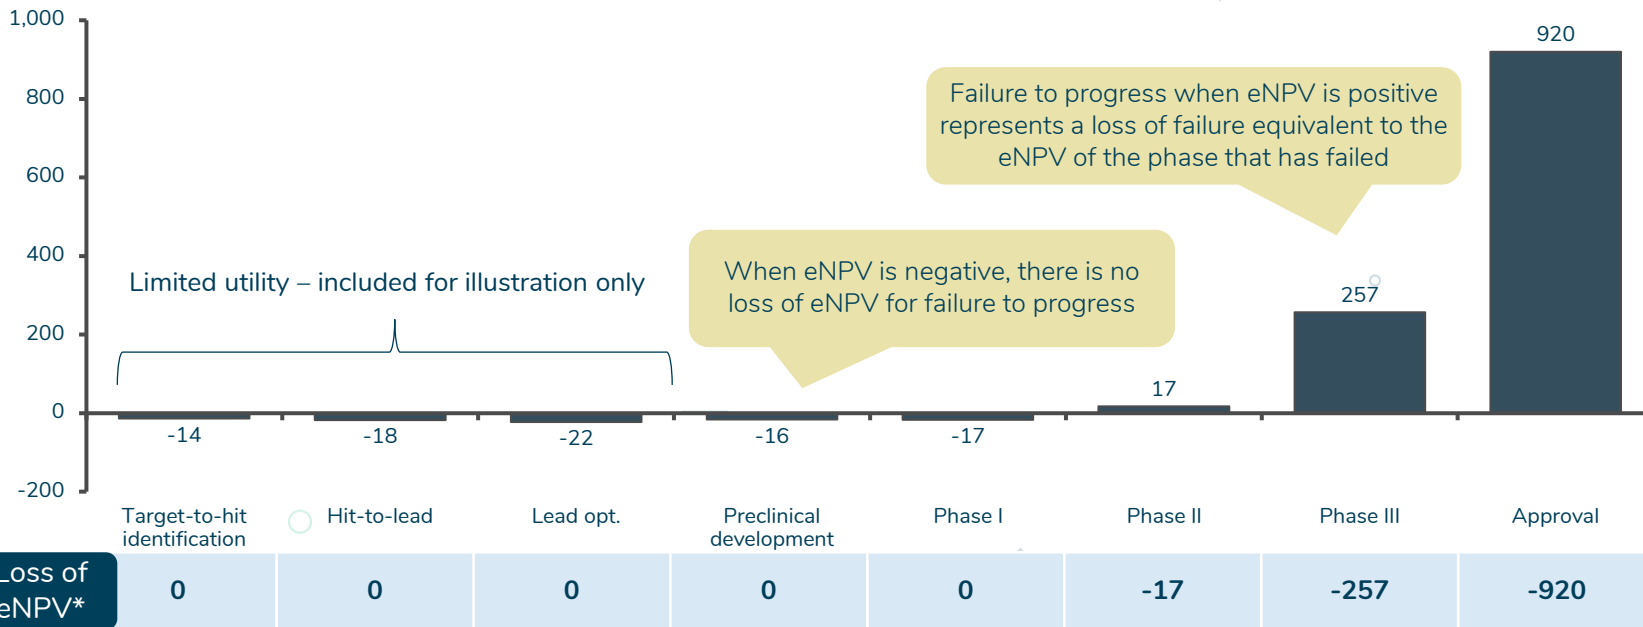 1,000
800
600
400
200
0
-200
920
Failure to progress when eNPV is positive
represents a loss of failure equivalent to the
eNPV of the phase that has failed
When eNPV is negative, there is no
loss of eNPV for failure to progress
Limited utility – included for illustration only
257
17
-14
-18
-22
-16
-17
Target-to-hit
identification
Hit-to-lead
Lead opt.
Preclinical
development
Phase I
Phase II
Phase III
Approval
Loss of
eNPV*
0
0
0
0
0
-17
-257
-920